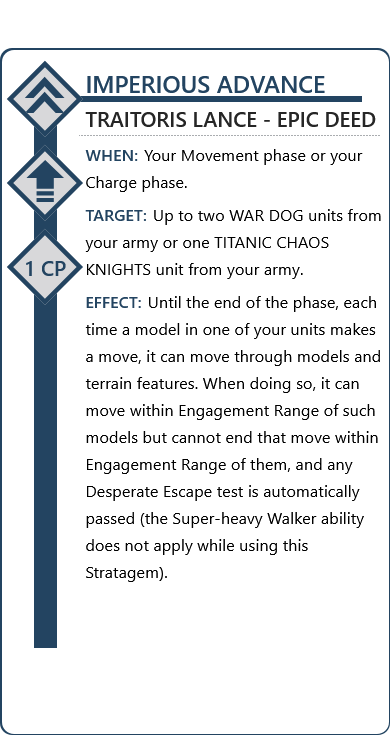 IMPERIOUS ADVANCE
TRAITORIS LANCE - EPIC DEED
WHEN: Your Movement phase or your
Charge phase.
TARGET: Up to two WAR DOG units from
your army or one TITANIC CHAOS
KNIGHTS unit from your army.
1 CP
EFFECT: Until the end of the phase, each
time a model in one of your units makes
a move, it can move through models and
terrain features. When doing so, it can
move within Engagement Range of such
models but cannot end that move within
Engagement Range of them, and any
Desperate Escape test is automatically
passed (the Super-heavy Walker ability
does not apply while using this
Stratagem).